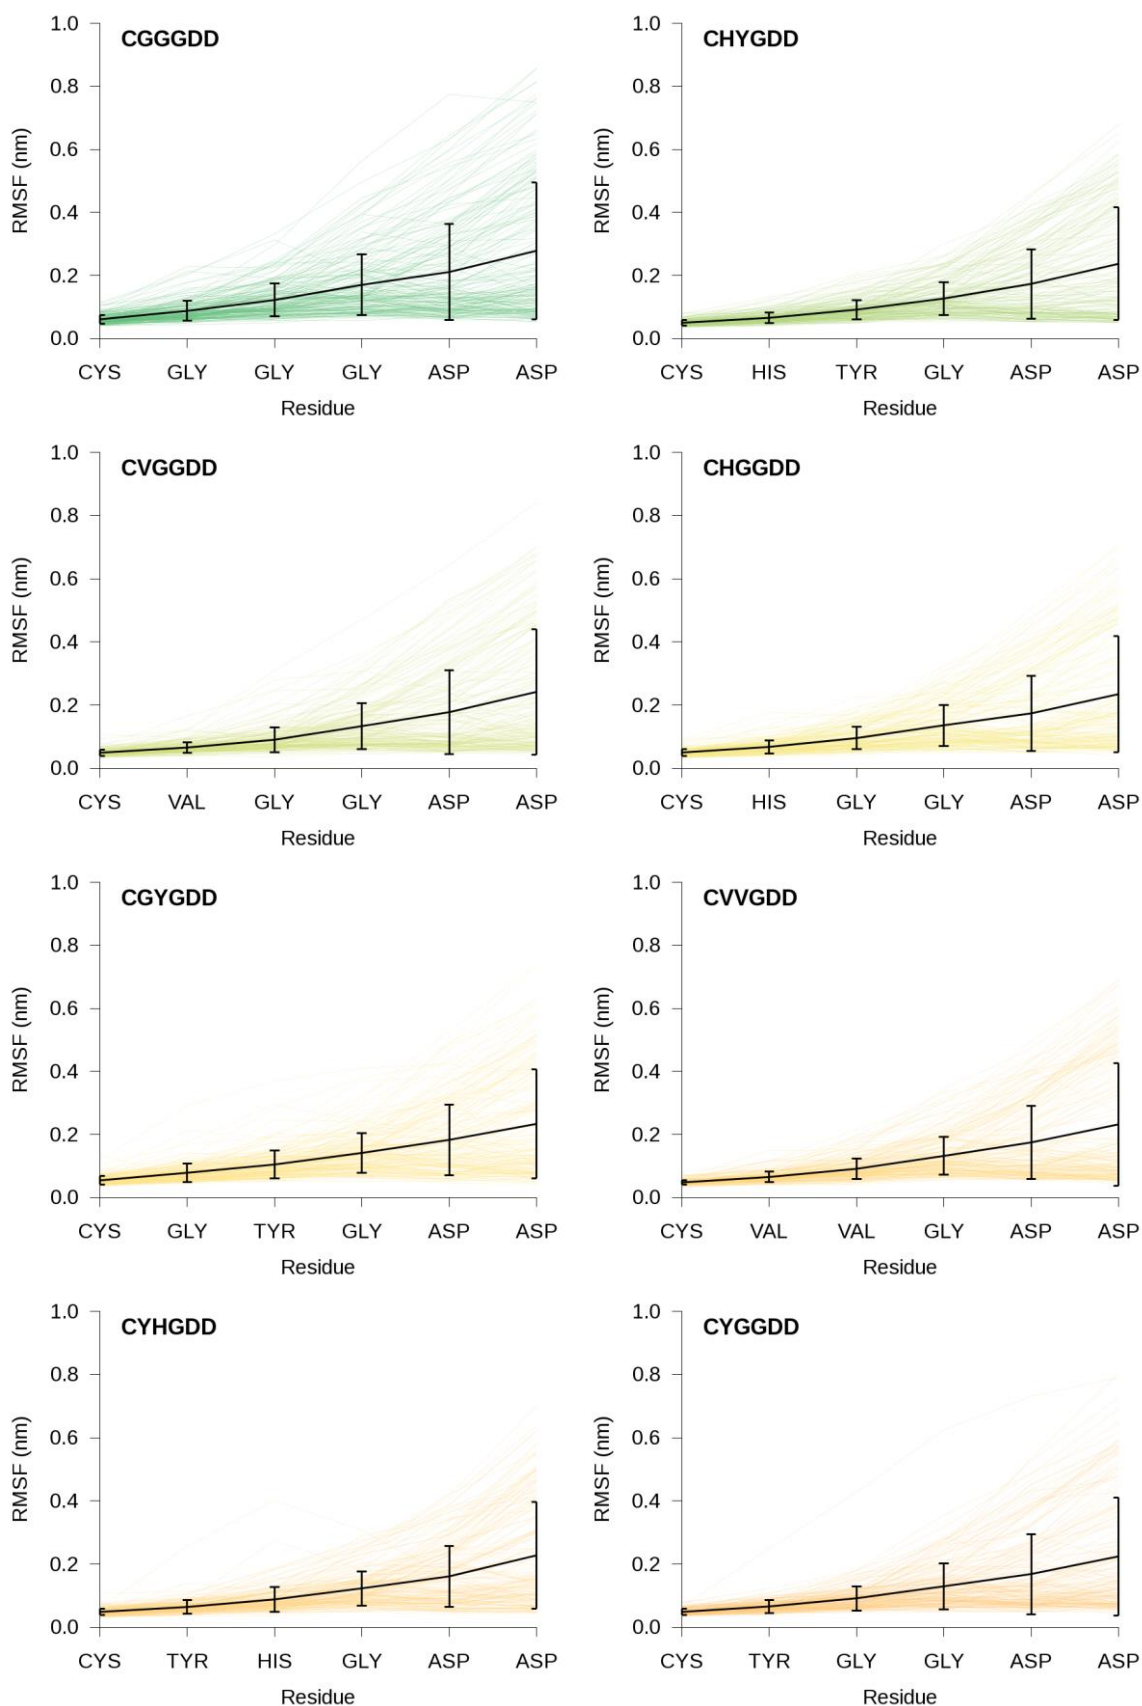 CGGGDD
1.0
0.8
0.6
0.4
0.2
0.0
RMSF (nm)
CYS GLY GLY GLY ASP ASP
Residue
CHYGDD
1.0
0.8
0.6
0.4
0.2
0.0
RMSF (nm)
CYS HIS TYR GLY ASP ASP
Residue
CVGGDD
1.0
0.8
0.6
0.4
0.2
0.0
RMSF (nm)
CYS VAL GLY GLY ASP ASP
Residue
CHGGDD
1.0
0.8
0.6
0.4
0.2
0.0
RMSF (nm)
CYS HIS GLY GLY ASP ASP
Residue
CGYGDD
1.0
0.8
0.6
0.4
0.2
0.0
RMSF (nm)
CYS GLY TYR GLY ASP ASP
Residue
CVVGDD
1.0
0.8
0.6
0.4
0.2
0.0
RMSF (nm)
CYS VAL VAL GLY ASP ASP
Residue
CYHGDD
1.0
0.8
0.6
0.4
0.2
0.0
RMSF (nm)
CYS TYR HIS GLY ASP ASP
Residue
CYGGDD
1.0
0.8
0.6
0.4
0.2
0.0
RMSF (nm)
CYS TYR GLY GLY ASP ASP
Residue